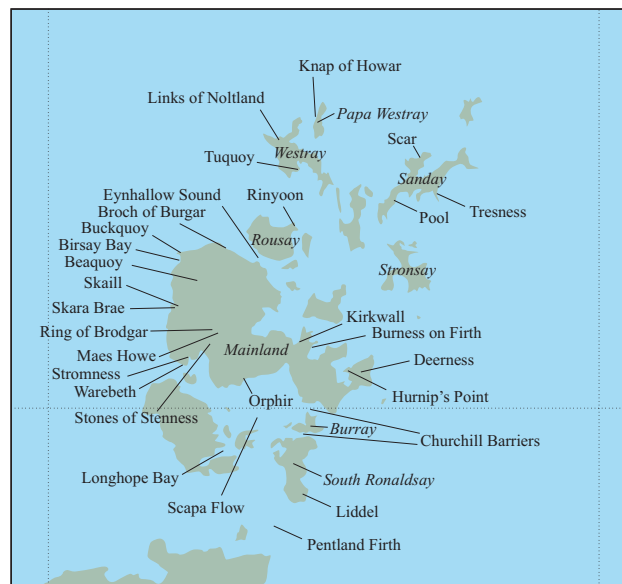 Knap of Howar
Links of Noltland
Papa Westray
Scar
Westray
Tuquoy
Sanday
Eynhallow Sound
Rinyoon
Broch of Burgar
Pool
Tresness
Buckquoy
Birsay Bay
Rousay
Beaquoy
Stronsay
Skaill
Skara Brae
Kirkwall
Ring of Brodgar
Burness on Firth
Maes Howe
Mainland
Deerness
Stromness
Warebeth
Hurnip's Point
Orphir
Stones of Stenness
Burray
Churchill Barriers
Longhope Bay
South Ronaldsay
Scapa Flow
Liddel
Pentland Firth